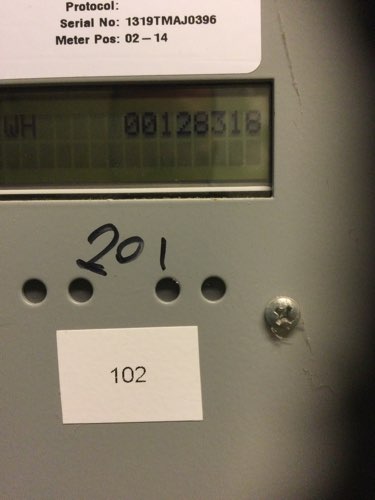 Protocol:
Serial No: 1319TMAJ0396
Meter Pos: 02-14
WH 00128318
201
102